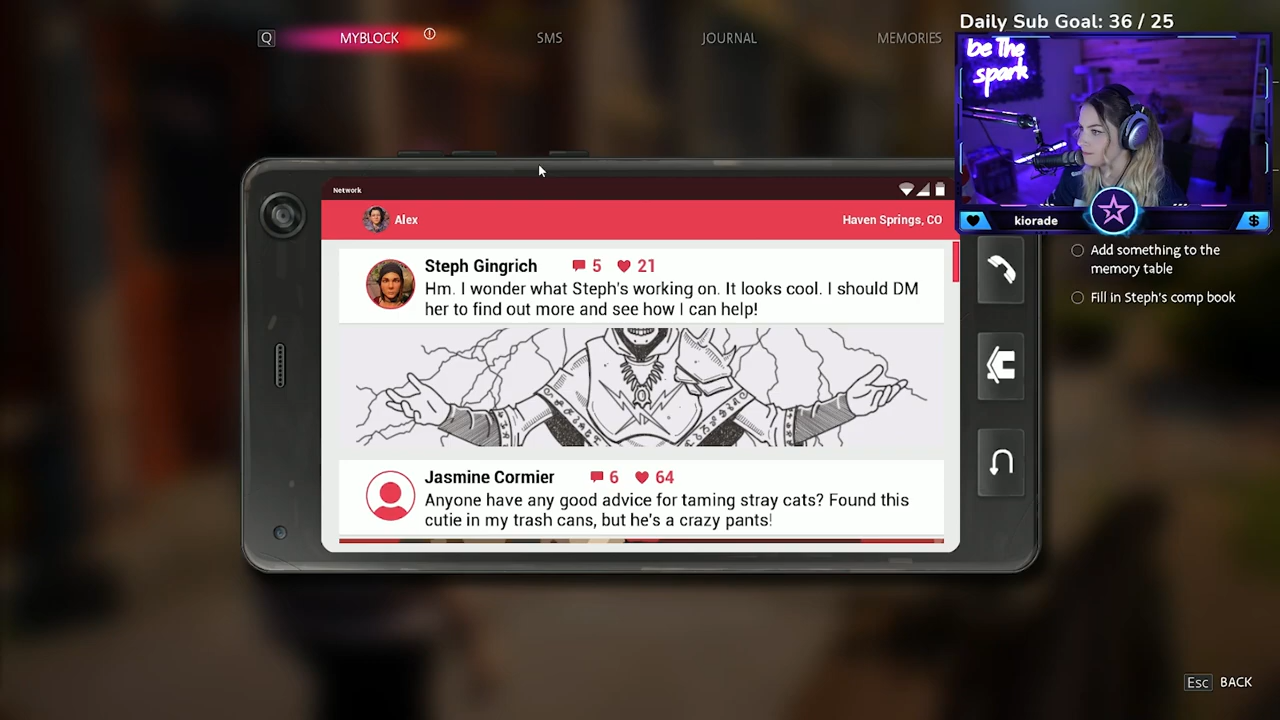 Daily Sub Goal: 36 / 25
Q
MYBLOCK
SMS
JOURNAL
MEMORIES
be The
spark
kiorade
$
Network
Alex
Haven Springs, CO
Steph Gingrich 5 21
Hm. I wonder what Steph's working on. It looks cool. I should DM
her to find out more and see how I can help!
Jasmine Cormier 6 64
Anyone have any good advice for taming stray cats? Found this
cutie in my trash cans, but he's a crazy pants!
Add something to the
memory table
Fill in Steph's comp book
Esc BACK